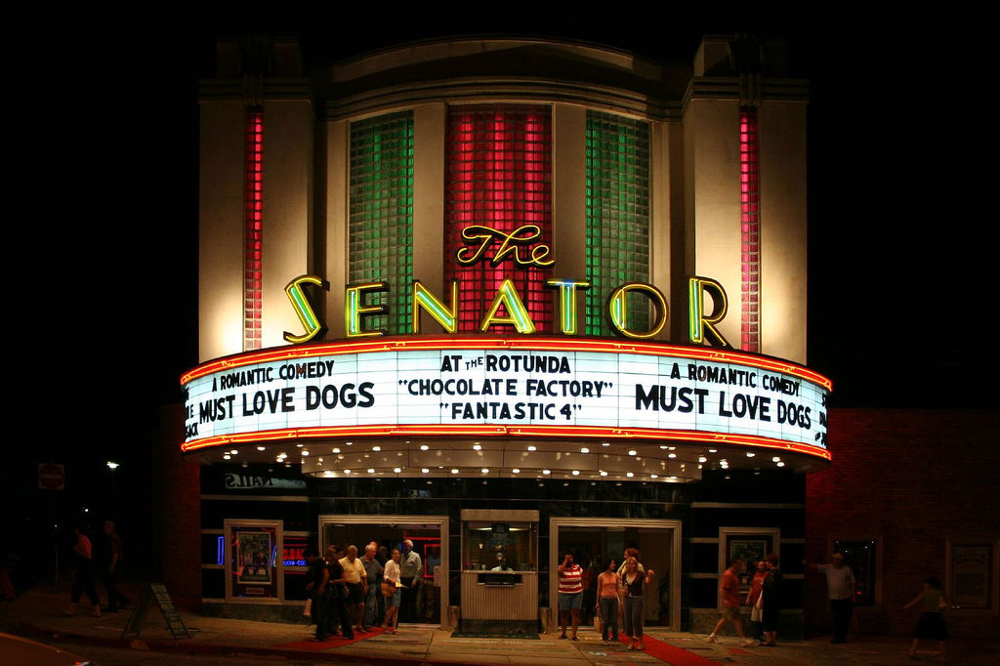 The
SENATOR
A ROMANTIC COMEDY
MUST LOVE DOGS
AT THE ROTUNDA
"CHOCOLATE FACTORY"
"FANTASTIC 4"
A ROMANTIC COMEDY
MUST LOVE DOGS
NAILS